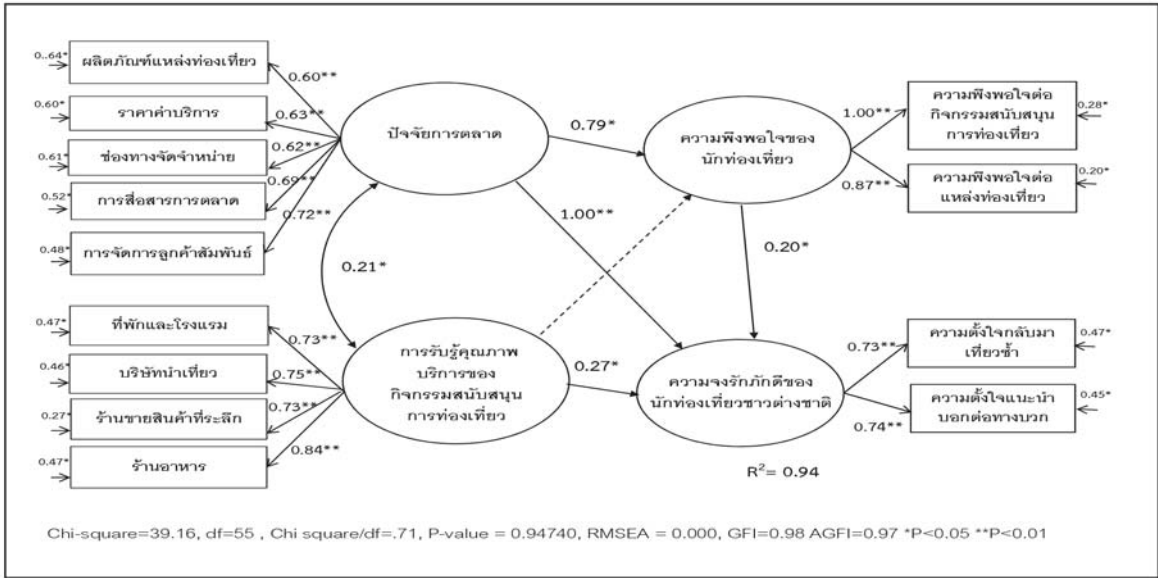 0..64*
ผลิตภัณฑ์แหล่งท่องเที่ยว
0.60**
0.60*
ราคาค่าบริการ
0.63**
0.61*
ช่องทางจัดจำหน่าย
0.62**
0.52*
การสื่อสารการตลาด
0.69**
0.48*
การจัดการลูกค้าสัมพันธ์
0.72**
ปัจจัยการตลาด
0.79*
ความพึงพอใจของ
นักท่องเที่ยว
1.00**
ความพึงพอใจต่อ
กิจกรรมสนับสนุน
การท่องเที่ยว
0.28*
0.87**
ความพึงพอใจต่อ
แหล่งท่องเที่ยว
0.20*
1.00**
0.20*
0.21*
0.47*
ที่พักและโรงแรม
0.73**
0.46*
บริษัทนำเที่ยว
0.75**
0.27*
ร้านขายสินค้าที่ระลึก
0.73**
0.47*
ร้านอาหาร
0.84**
การรับรู้คุณภาพ
บริการของ
กิจกรรมสนับสนุน
การท่องเที่ยว
0.27*
ความจงรักภักดีของ
นักท่องเที่ยวชาวต่างชาติ
0.73**
ความตั้งใจกลับมา
เที่ยวซ้ำ
0.47*
0.74**
ความตั้งใจแนะนำ
บอกต่อทางบวก
0.45*
R²= 0.94
Chi-square=39.16, df=55 , Chi square/df=.71, P-value = 0.94740, RMSEA = 0.000, GFI=0.98 AGFI=0.97 *P<0.05 **P<0.01